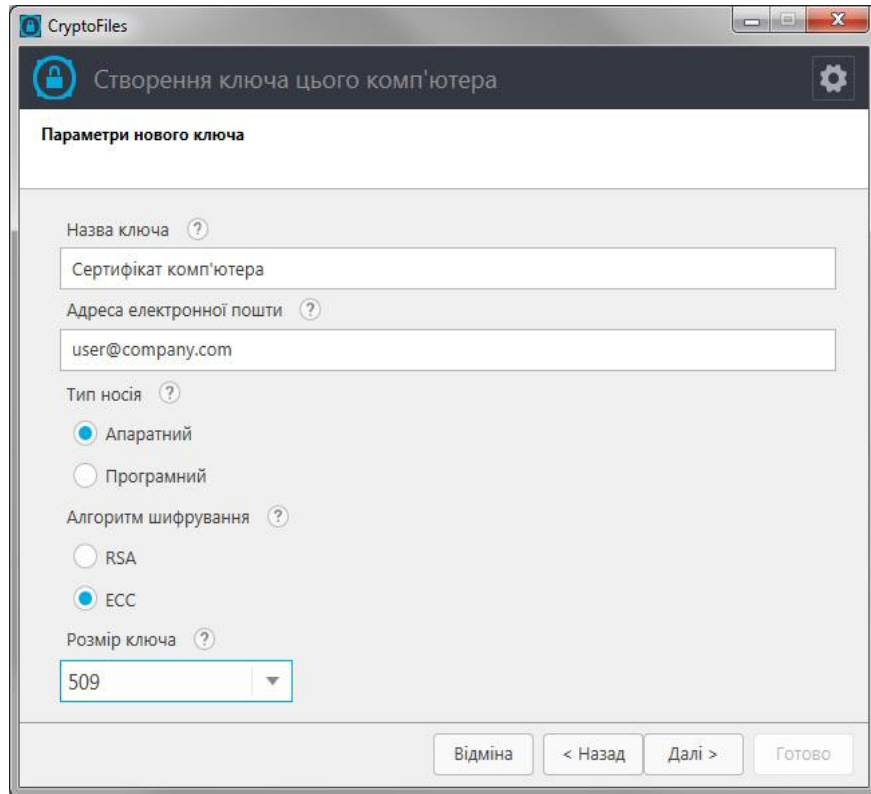 CryptoFiles
Створення ключа цього комп'ютера
Параметри нового ключа
Назва ключа ?
Сертифікат комп'ютера
Адреса електронної пошти ?
user@company.com
Тип носія ?
Апаратний
Програмний
Алгоритм шифрування ?
RSA
ECC
Розмір ключа ?
509
Відміна < Назад Далі > Готово